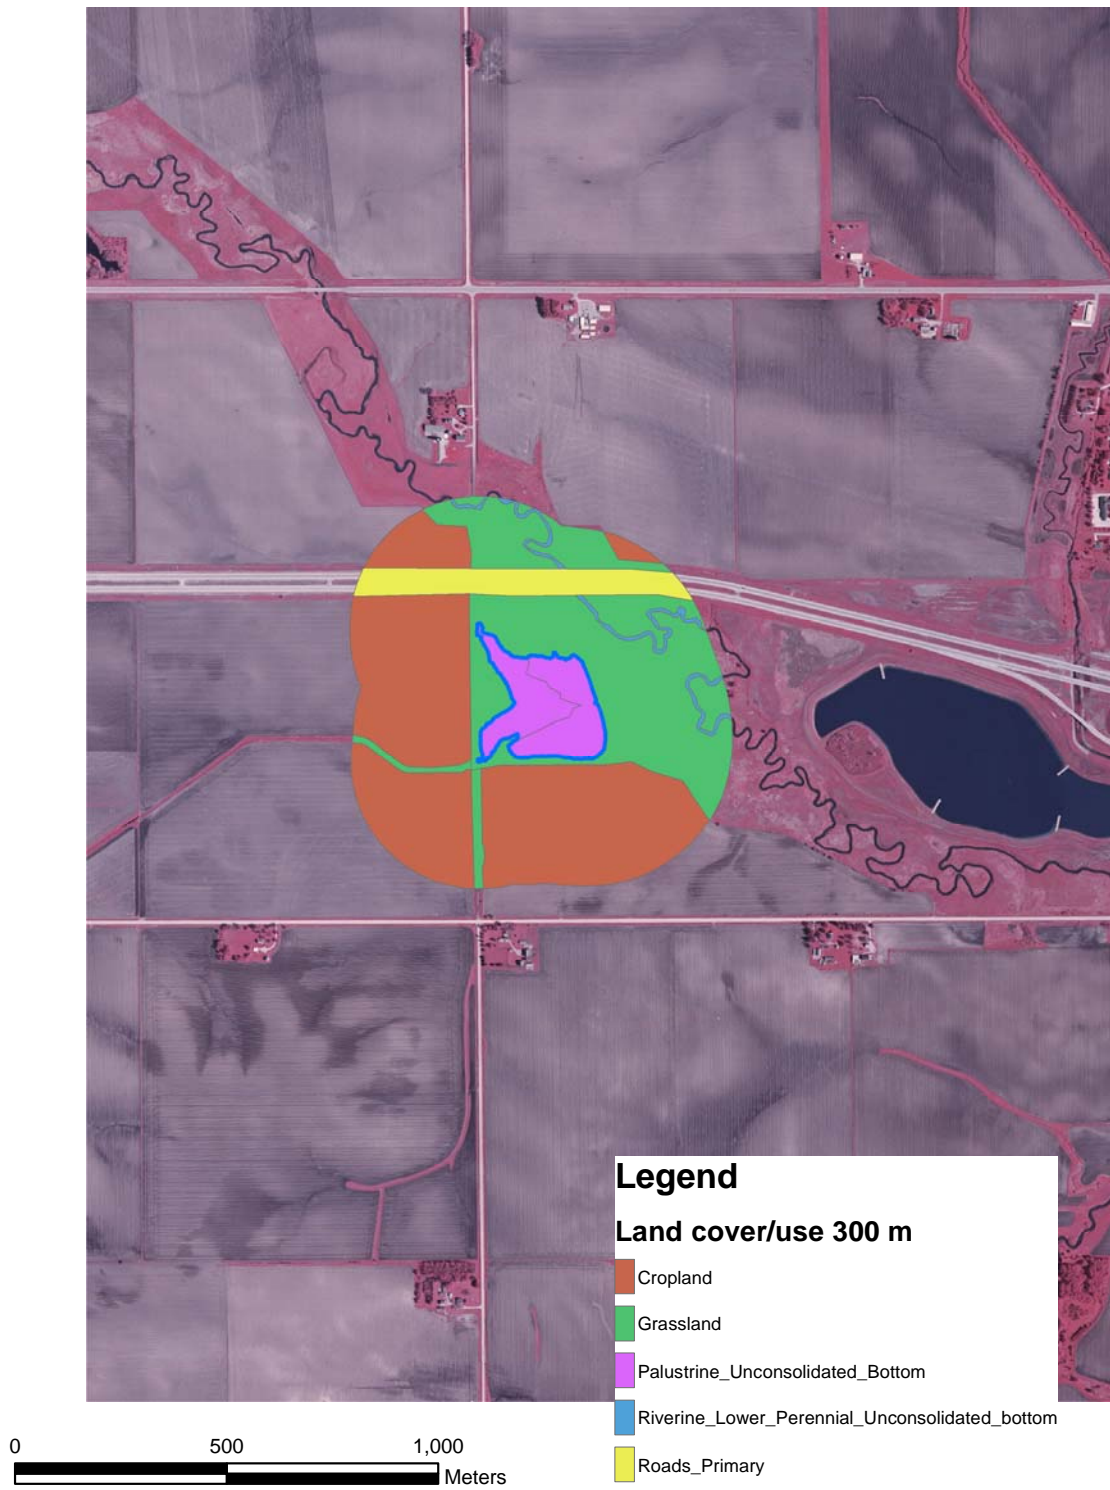 Legend
Land cover/use 300 m
Cropland
Grassland
Palustrine_Unconsolidated_Bottom
Riverine_Lower_Perennial_Unconsolidated_bottom
Roads_Primary
0 500 1,000
Meters